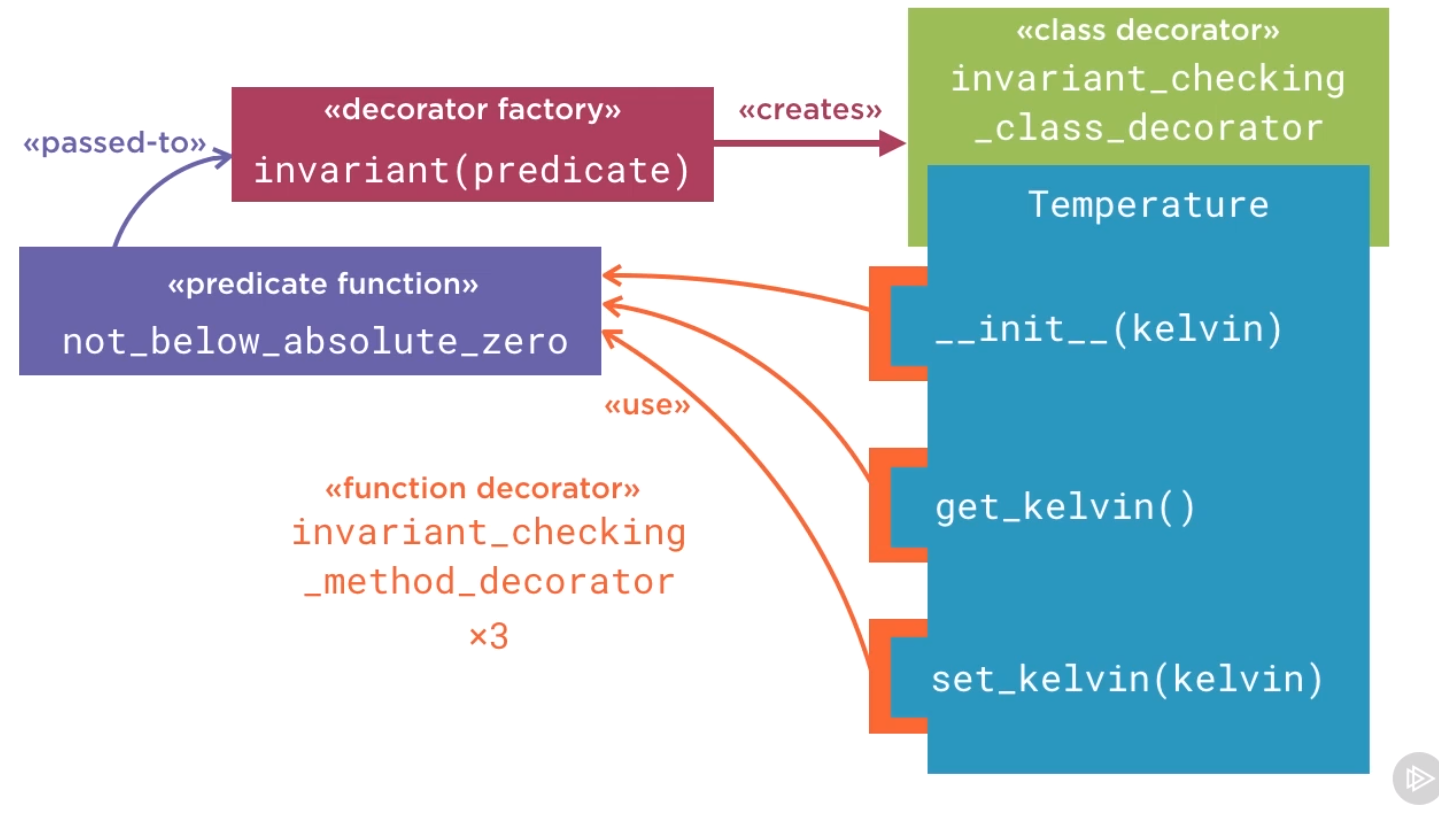 «class decorator»
invariant_checking
_class_decorator
«decorator factory»
invariant(predicate)
«creates»
«passed-to»
Temperature
«predicate function»
not_below_absolute_zero
__init__(kelvin)
«use»
«function decorator»
invariant_checking
_method_decorator
×3
get_kelvin()
set_kelvin(kelvin)